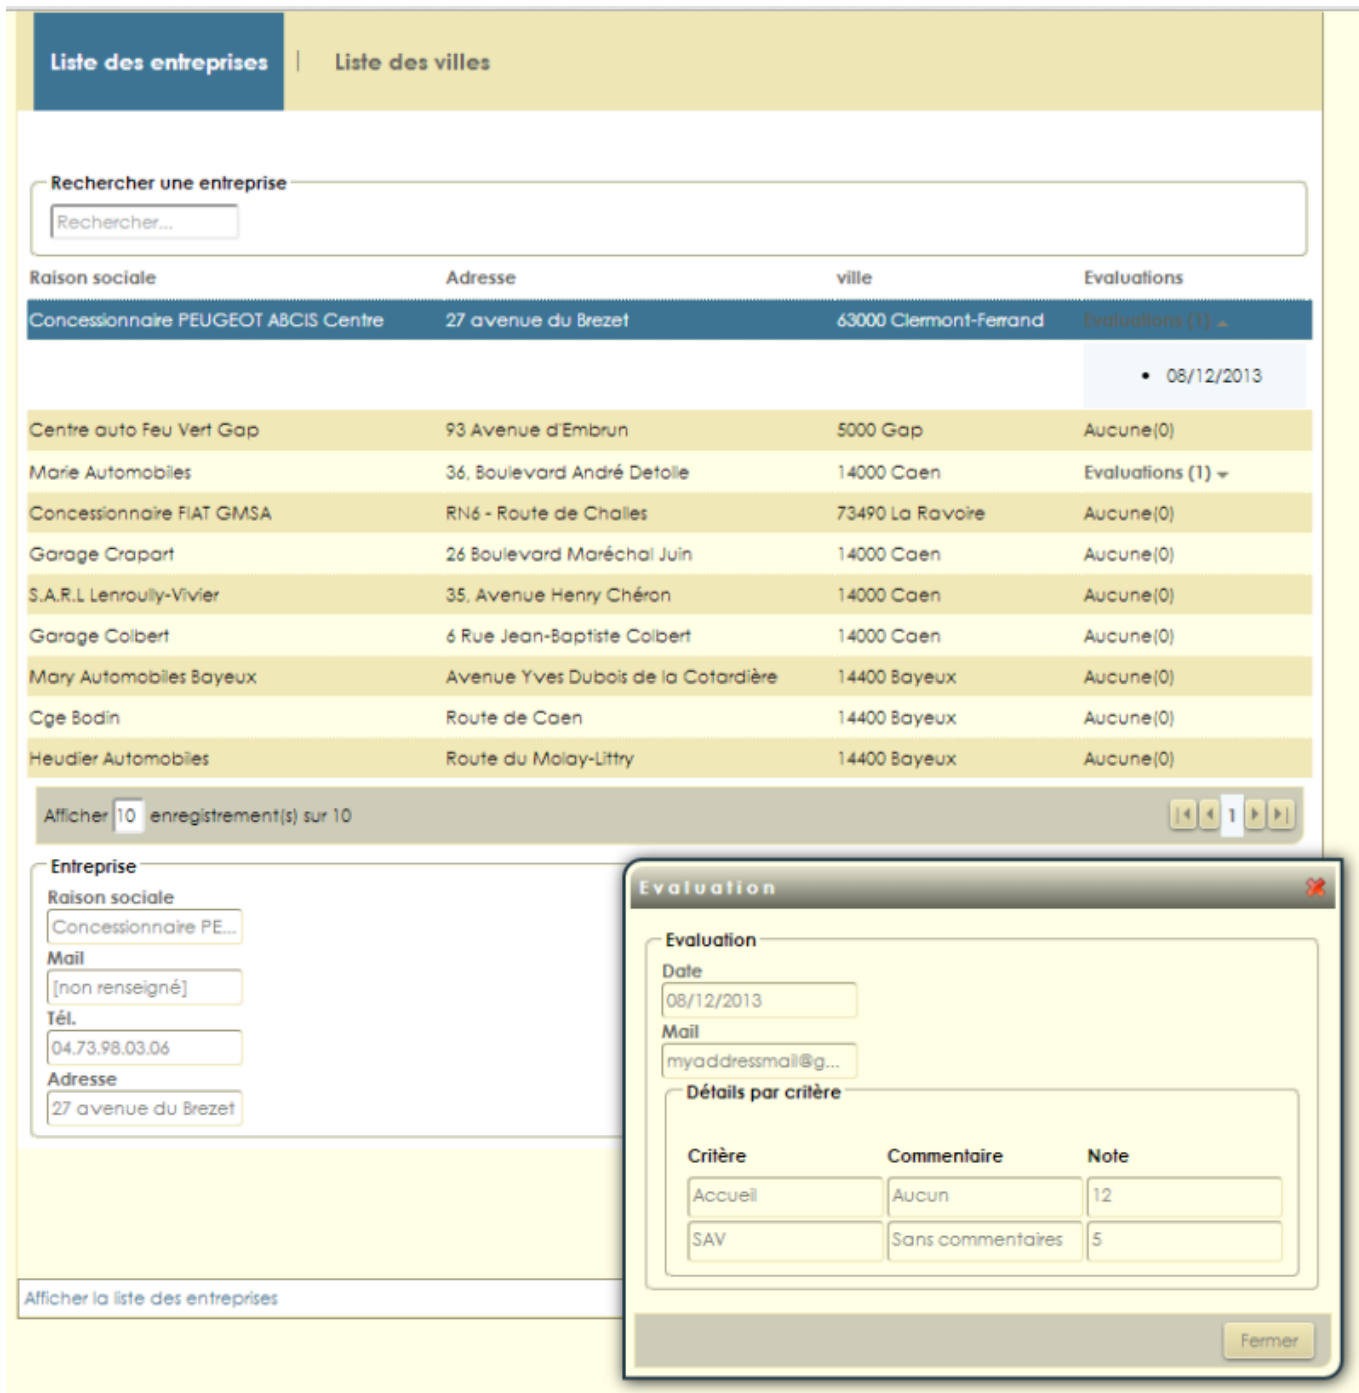 Liste des entreprises | Liste des villes
Rechercher une entreprise
Rechercher...
Raison sociale Adresse ville Evaluations
Concessionnaire PEUGEOT ABCIS Centre 27 avenue du Brezet 63000 Clermont-Ferrand Evaluations (1)
• 08/12/2013
Centre auto Feu Vert Gap 93 Avenue d'Embrun 5000 Gap Aucune(0)
Marie Automobiles 36, Boulevard André Detolle 14000 Caen Evaluations (1)
Concessionnaire FIAT GMSA RN6 - Route de Challes 73490 La Ravoire Aucune(0)
Garage Crapart 26 Boulevard Maréchal Juin 14000 Caen Aucune(0)
S.A.R.L Lenroully-Vivier 35, Avenue Henry Chéron 14000 Caen Aucune(0)
Garage Colbert 6 Rue Jean-Baptiste Colbert 14000 Caen Aucune(0)
Mary Automobiles Bayeux Avenue Yves Dubois de la Cotardière 14400 Bayeux Aucune(0)
Cge Bodin Route de Caen 14400 Bayeux Aucune(0)
Heudier Automobiles Route du Molay-Littry 14400 Bayeux Aucune(0)
Afficher 10 enregistrement(s) sur 10 1
Entreprise
Raison sociale
Concessionnaire PE...
Mail
[non renseigné]
Tél.
04.73.98.03.06
Adresse
27 avenue du Brezet
Evaluation
Evaluation
Date
08/12/2013
Mail
myaddressmail@g...
Détails par critère
Critère Commentaire Note
Accueil Aucun 12
SAV Sans commentaires 5
Fermer
Afficher la liste des entreprises